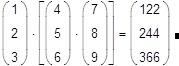 (1 2 3) · [(4 5 6) · (7 8 9)] = (122 244 366)